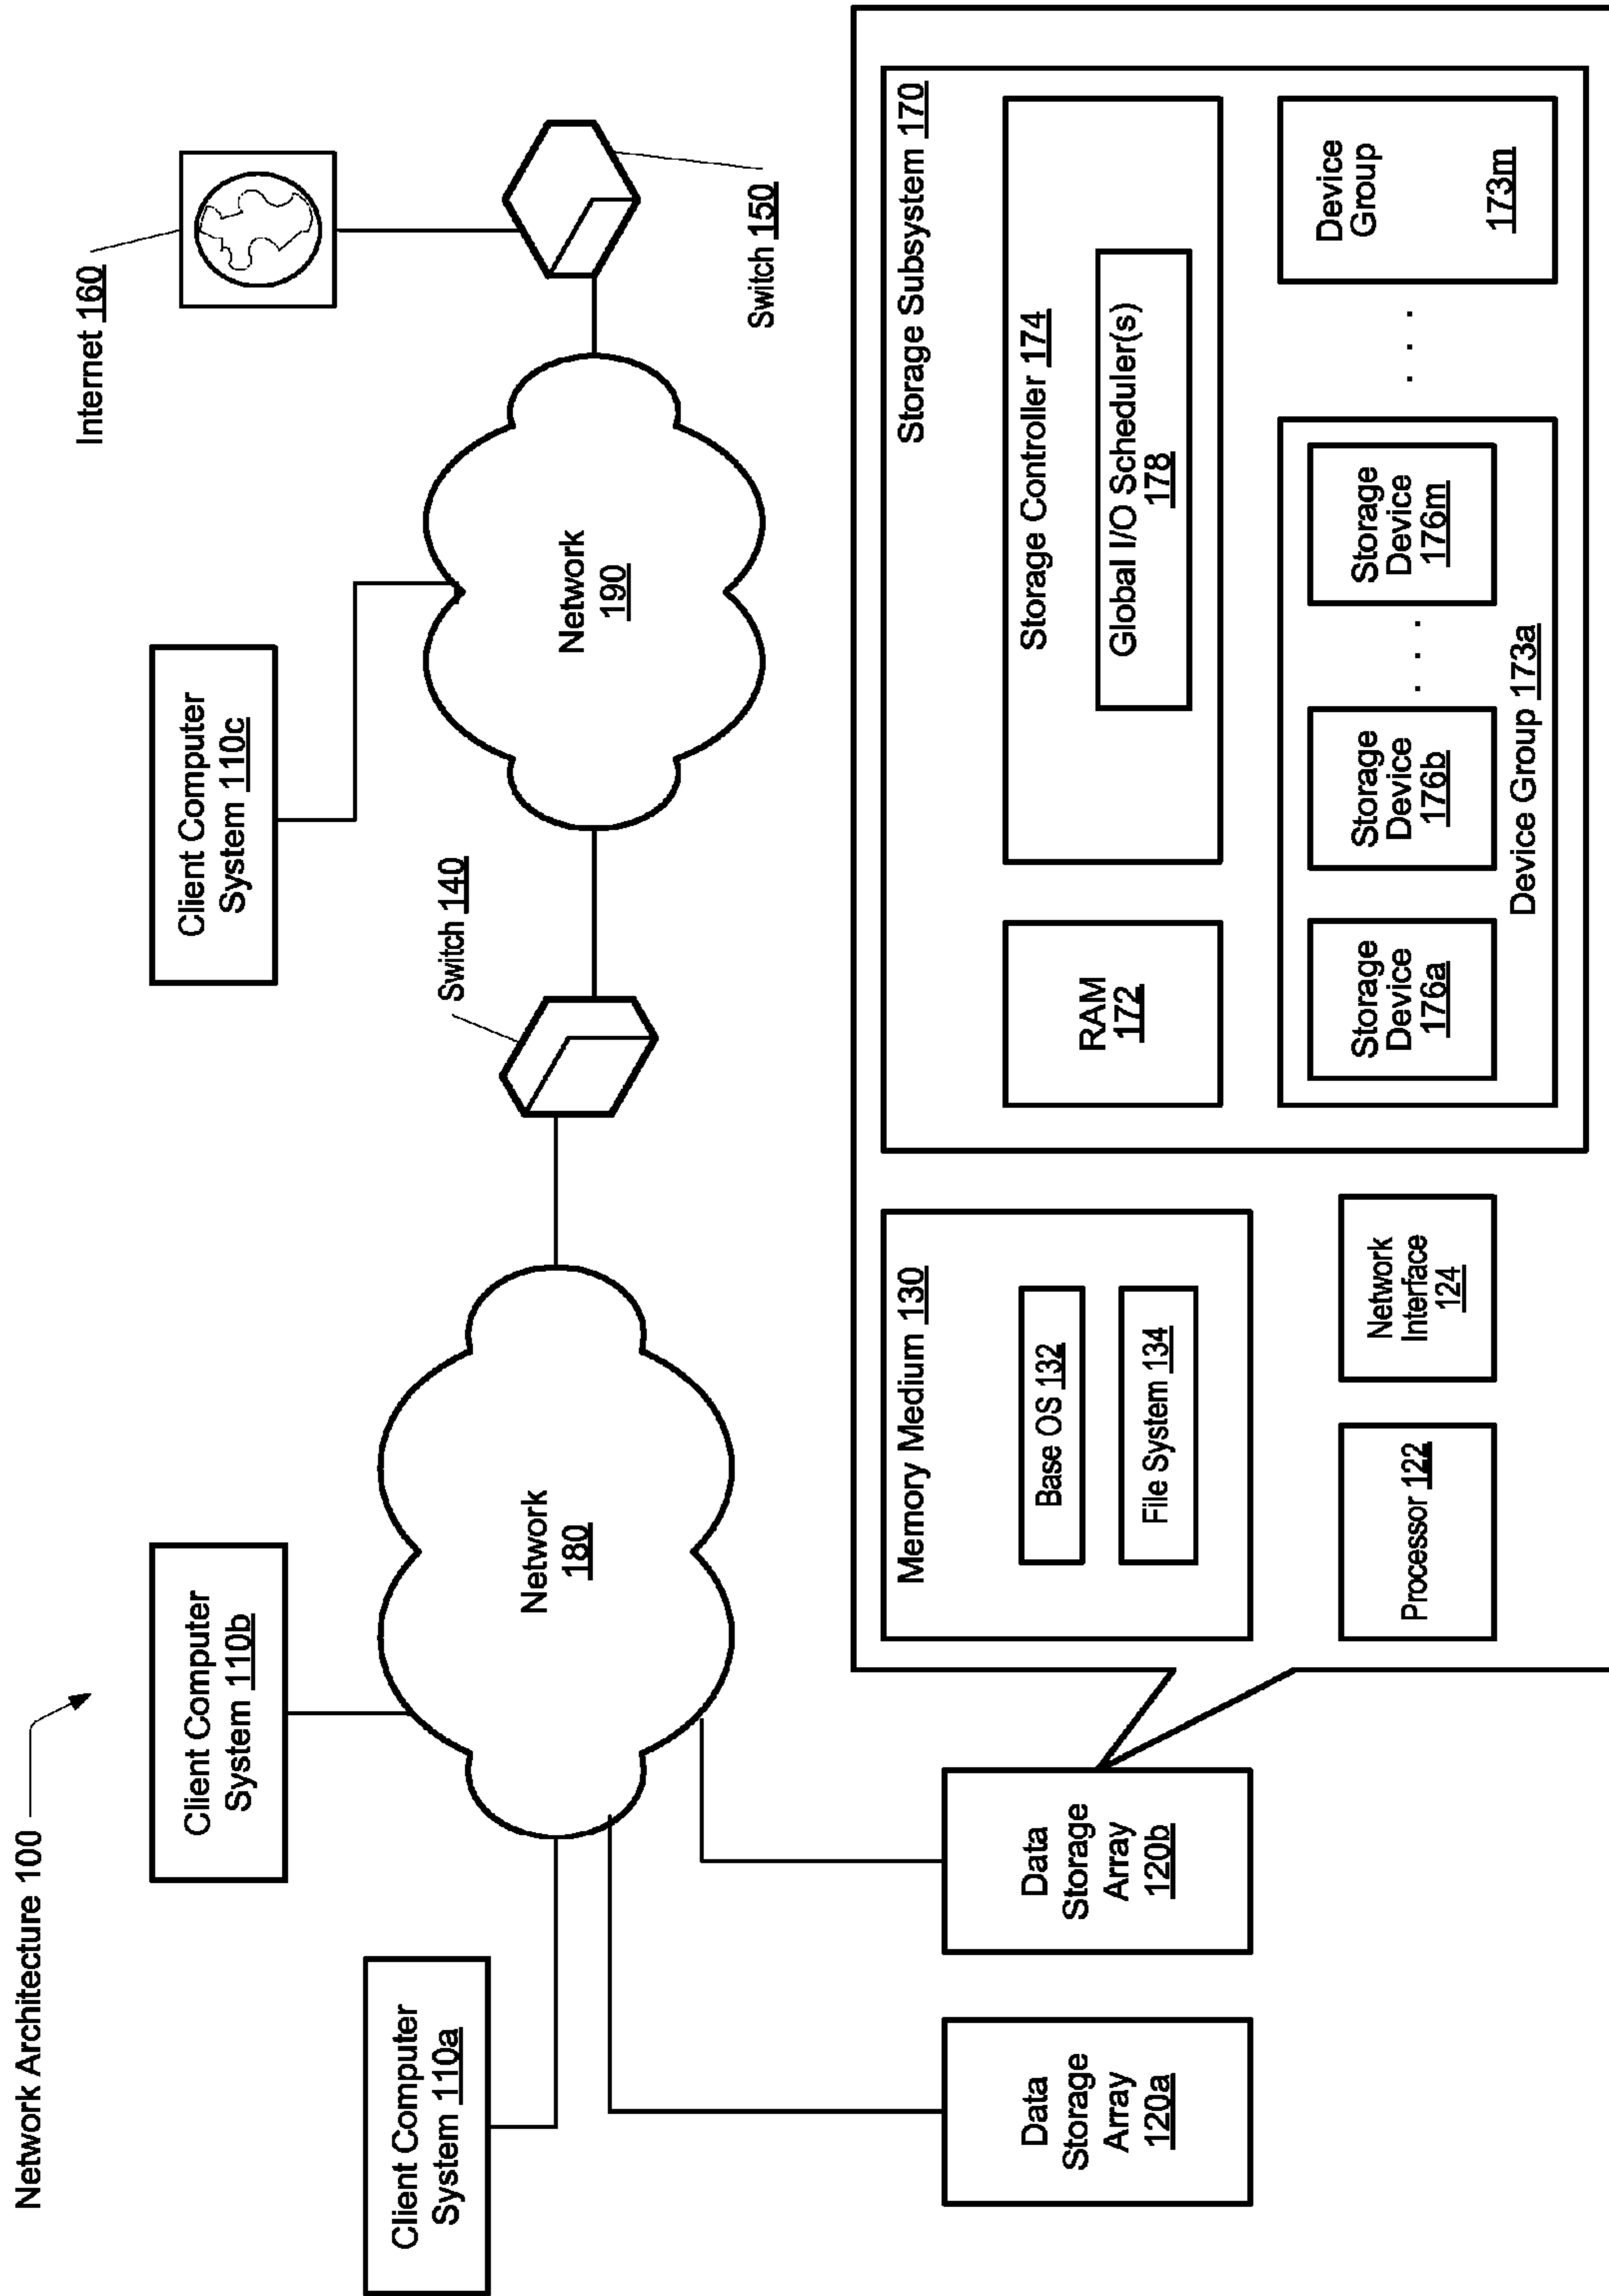 Network Architecture 100
Client Computer
System 110a
Client Computer
System 110b
Client Computer
System 110c
Internet 160
Switch 140
Switch 150
Network
180
Network
190
Data
Storage
Array
120a
Data
Storage
Array
120b
Memory Medium 130
Base OS 132
File System 134
Processor 122
Network
Interface
124
Storage Subsystem 170
RAM
172
Storage Controller 174
Global I/O Scheduler(s)
178
Storage
Device
176a
Storage
Device
176b
. . .
Storage
Device
176m
Device Group 173a
. . .
Device
Group
173m